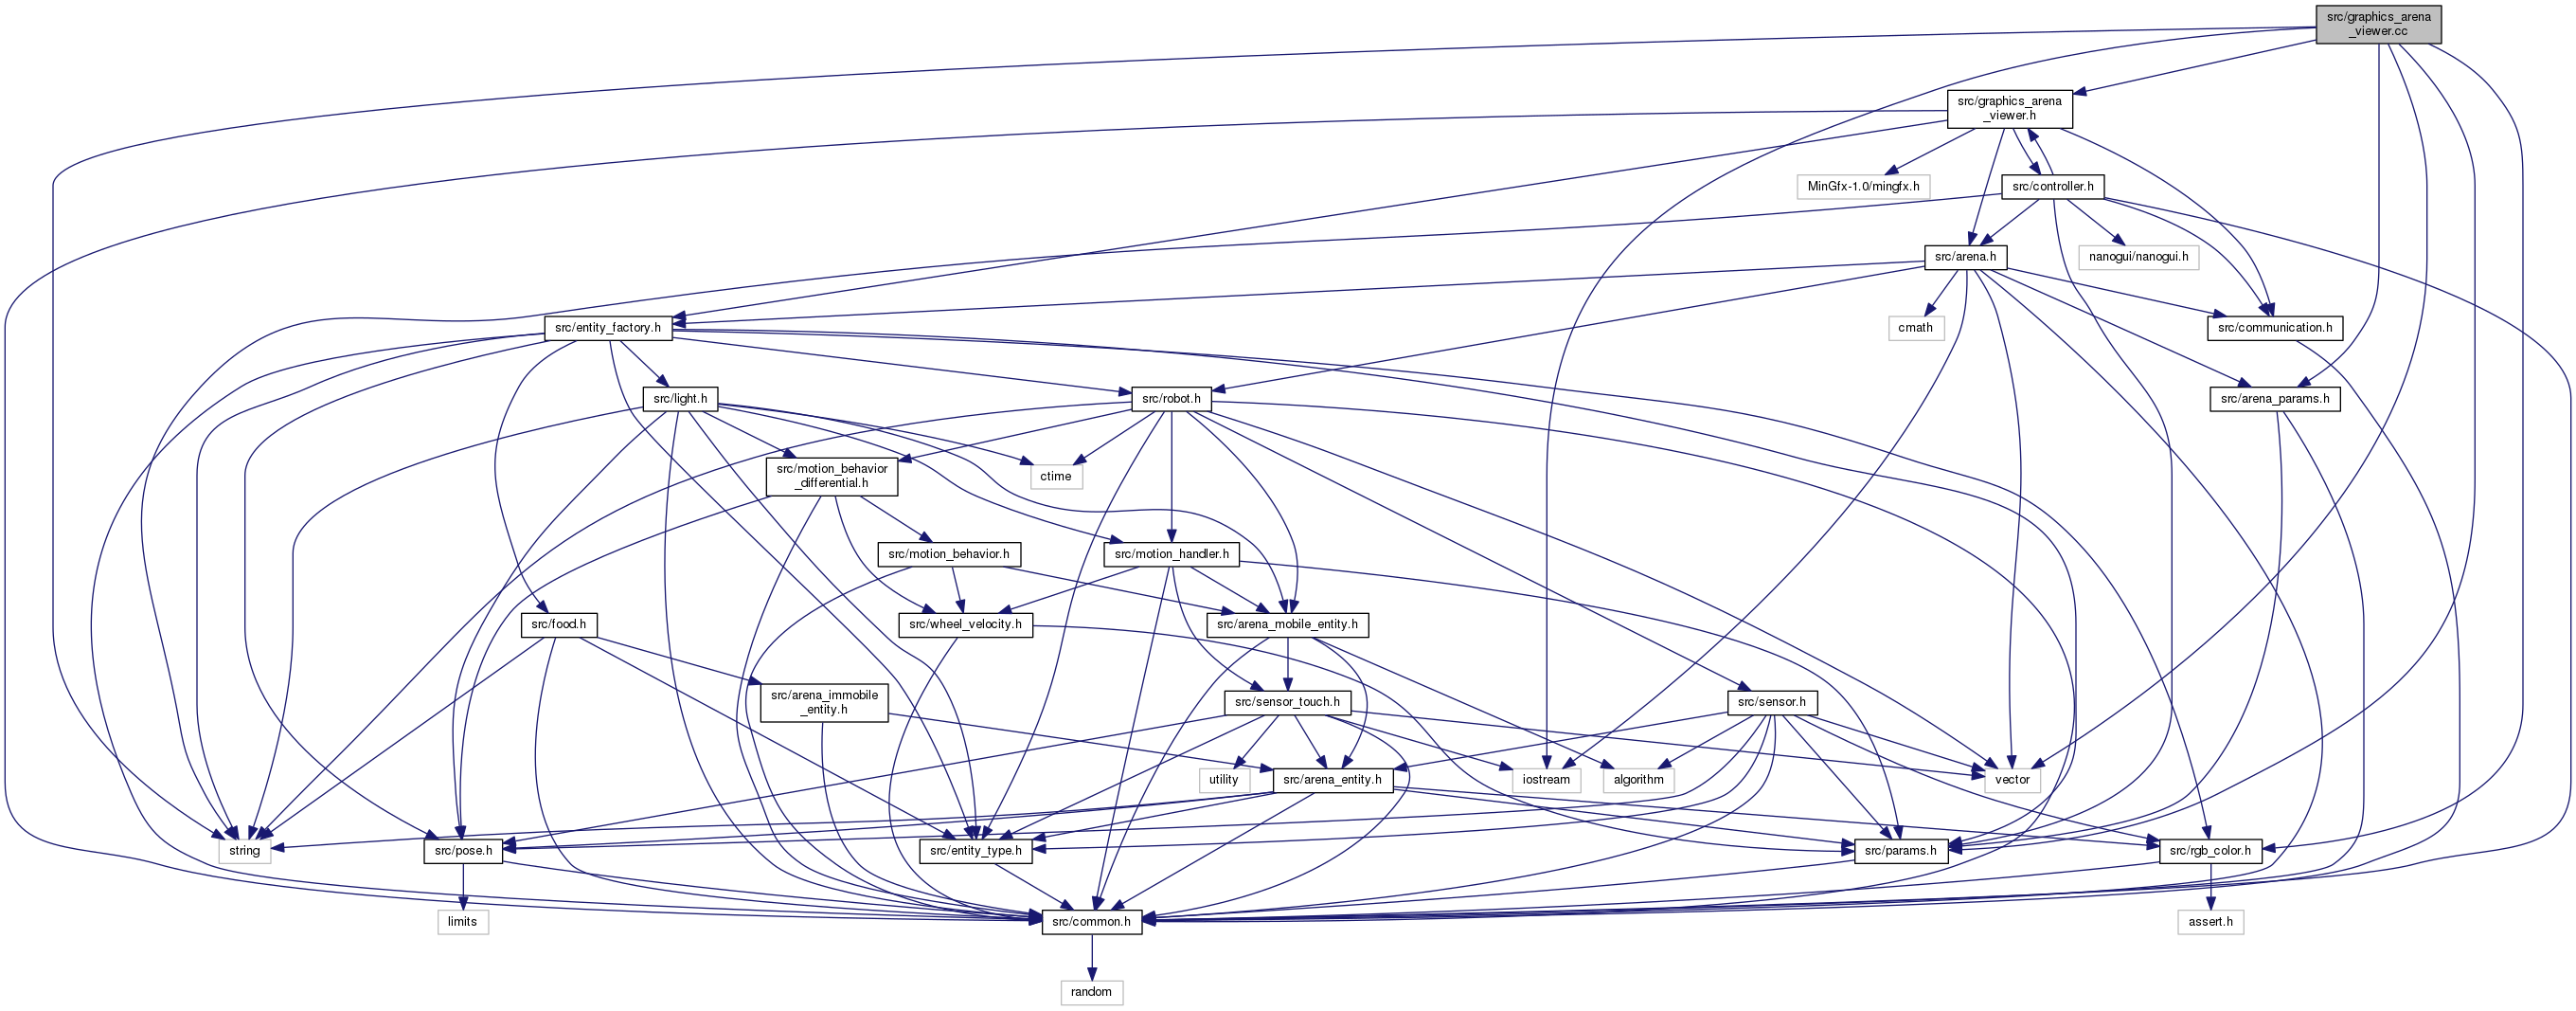 src/graphics_arena
_viewer.cc
src/graphics_arena
_viewer.h
MinGfx-1.0/mingfx.h
src/controller.h
src/arena.h
nanogui/nanogui.h
src/entity_factory.h
cmath
src/communication.h
src/light.h
src/robot.h
src/arena_params.h
src/motion_behavior
_differential.h
ctime
src/motion_behavior.h
src/motion_handler.h
src/food.h
src/wheel_velocity.h
src/arena_mobile_entity.h
src/arena_immobile
_entity.h
src/sensor_touch.h
src/sensor.h
utility
src/arena_entity.h
iostream
algorithm
vector
string
src/pose.h
src/entity_type.h
src/params.h
src/rgb_color.h
limits
src/common.h
assert.h
random